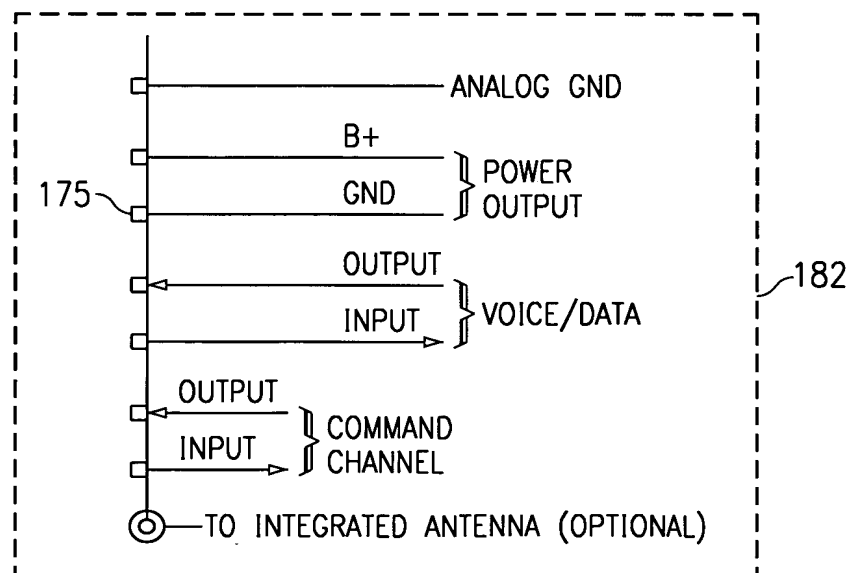 ANALOG GND
B+
POWER
175
GND
OUTPUT
OUTPUT
182
INPUT
VOICE/DATA
OUTPUT
COMMAND
INPUT
CHANNEL
TO INTEGRATED ANTENNA (OPTIONAL)